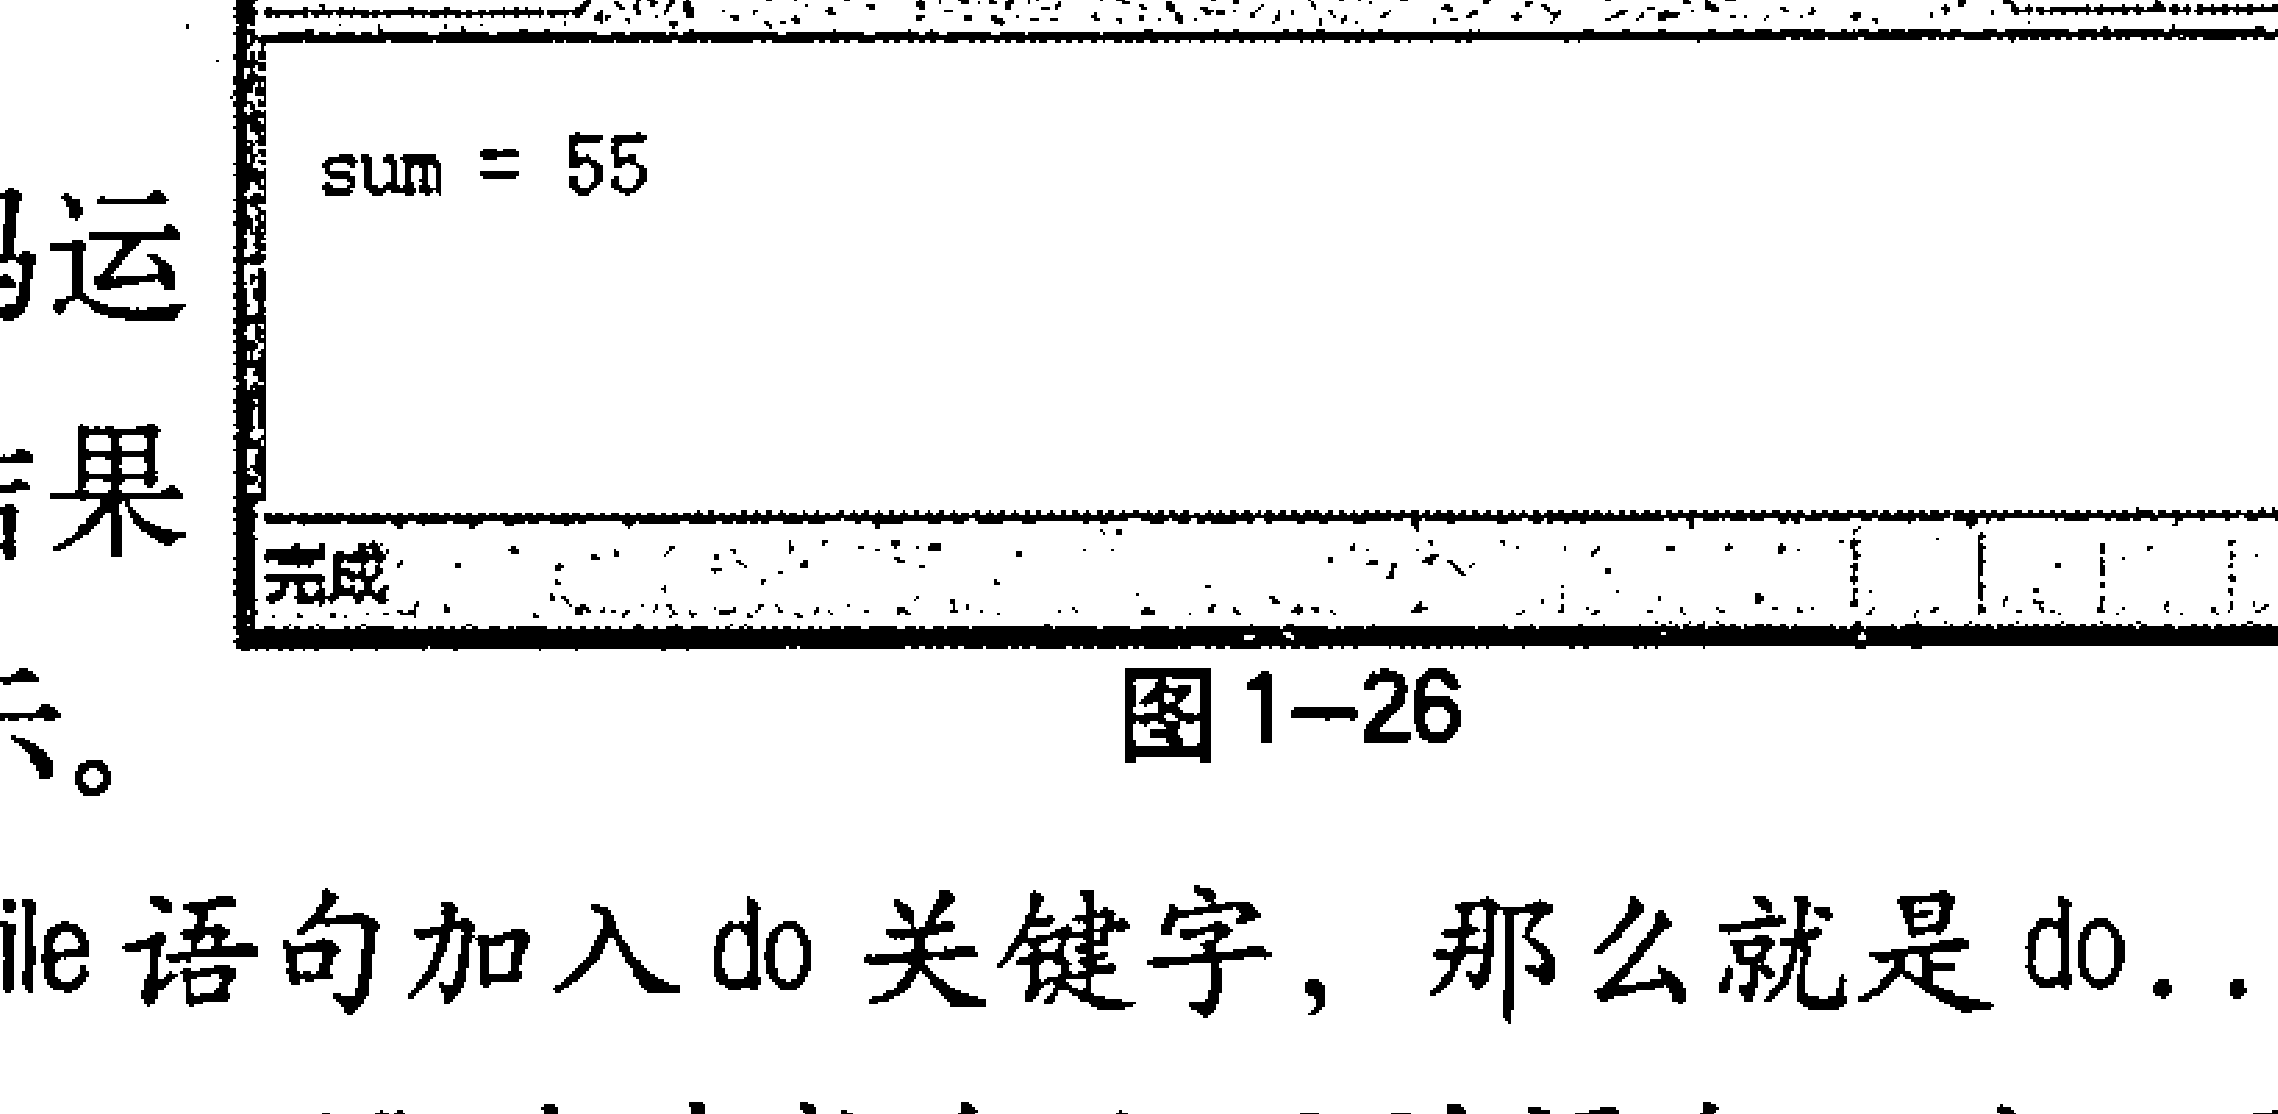 sum = 55
运
果
完成
。
图 1-26
ile 语句加入 do 关键字，那么就是 do..